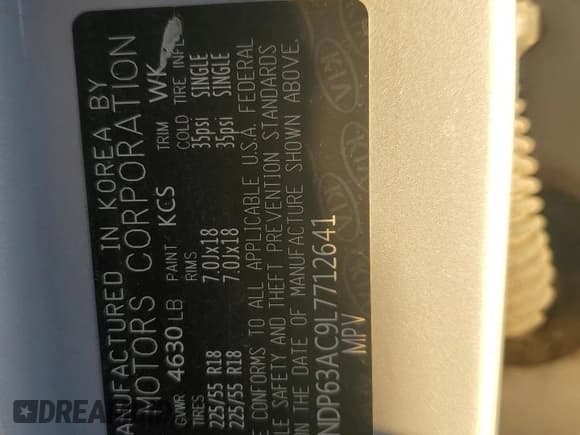 ANUFACTURED IN KOREA BY
MOTORS CORPORATION
GVWR 4630 LB PAINT KCS TRIM WK
TIRES RIMS COLD TIRE INFL
225/55 R18 7.0JX18 35psi SINGLE
225/55 R18 7.0JX18 35psi SINGLE
E CONFORMS TO ALL APPLICABLE U.S.A. FEDERAL
LE SAFETY AND THEFT PREVENTION STANDARDS
ON THE DATE OF MANUFACTURE SHOWN ABOVE.
NDP63AC9L7712641
MPV
KIA